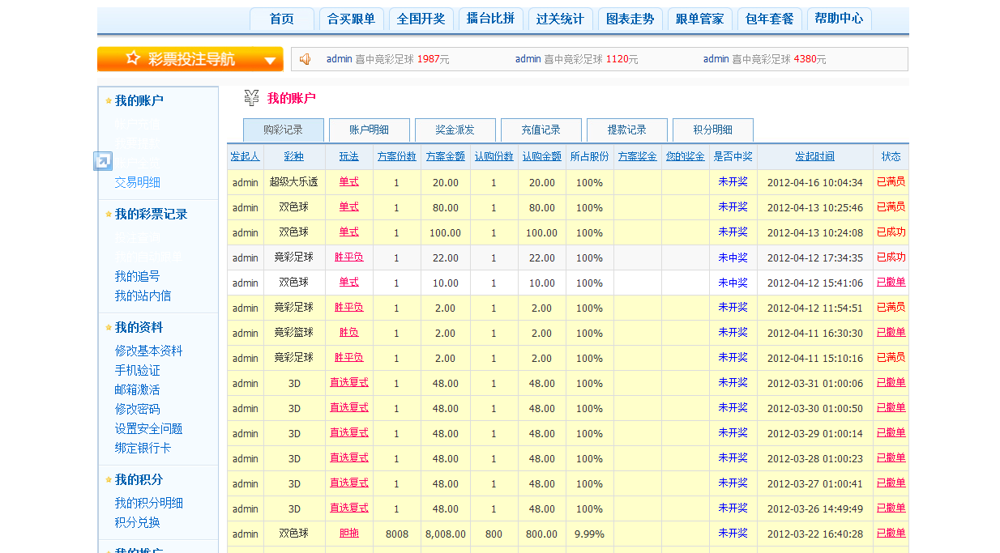 首页 合买跟单 全国开奖 擂台比拼 过关统计 图表走势 跟单管家 包年套餐 帮助中心
彩票投注导航
admin 喜中竞彩足球 1987元 admin 喜中竞彩足球 1120元 admin 喜中竞彩足球 4380元
我的账户
交易明细
我的彩票记录
我的追号
我的站内信
我的资料
修改基本资料
手机验证
邮箱激活
修改密码
设置安全问题
绑定银行卡
我的积分
我的积分明细
积分兑换
我的推广
我的账户
购彩记录 账户明细 奖金派发 充值记录 提款记录 积分明细
发起人 彩种 玩法 方案份数 方案金额 认购份数 认购金额 所占股份 方案奖金 您的奖金 是否中奖 发起时间 状态
admin 超级大乐透 单式 1 20.00 1 20.00 100% 未开奖 2012-04-16 10:04:34 已满员
admin 双色球 单式 1 80.00 1 80.00 100% 未开奖 2012-04-13 10:25:46 已满员
admin 双色球 单式 1 100.00 1 100.00 100% 未开奖 2012-04-13 10:24:08 已成功
admin 竞彩足球 胜平负 1 22.00 1 22.00 100% 未中奖 2012-04-12 17:34:35 已成功
admin 双色球 单式 1 10.00 1 10.00 100% 未中奖 2012-04-12 15:41:06 已撤单
admin 竞彩足球 胜平负 1 2.00 1 2.00 100% 未开奖 2012-04-12 11:54:51 已满员
admin 竞彩篮球 胜负 1 2.00 1 2.00 100% 未开奖 2012-04-11 16:30:30 已撤单
admin 竞彩足球 胜平负 1 2.00 1 2.00 100% 未开奖 2012-04-11 15:10:16 已满员
admin 3D 直选复式 1 48.00 1 48.00 100% 未开奖 2012-03-31 01:00:06 已撤单
admin 3D 直选复式 1 48.00 1 48.00 100% 未开奖 2012-03-30 01:00:50 已撤单
admin 3D 直选复式 1 48.00 1 48.00 100% 未开奖 2012-03-29 01:00:14 已撤单
admin 3D 直选复式 1 48.00 1 48.00 100% 未开奖 2012-03-28 01:00:23 已撤单
admin 3D 直选复式 1 48.00 1 48.00 100% 未开奖 2012-03-27 01:00:41 已撤单
admin 3D 直选复式 1 48.00 1 48.00 100% 未开奖 2012-03-26 14:49:49 已撤单
admin 双色球 胆拖 8008 8,008.00 800 800.00 9.99% 未开奖 2012-03-22 16:40:28 已撤单